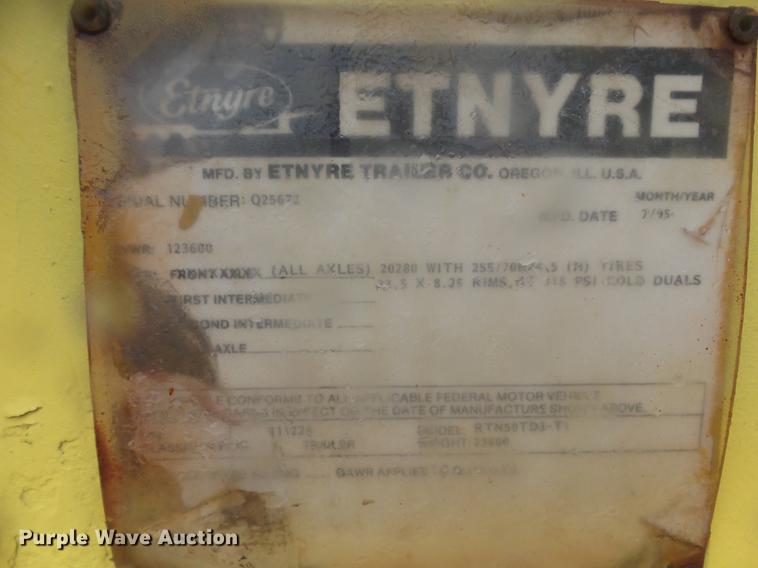 Etnyre
ETNYRE
MFD. BY ETNYRE TRAILER CO. OREGON, ILL. U.S.A.
SERIAL NUMBER: Q25672
MONTH/YEAR
MFD. DATE 7/95
GVWR: 123600
FRONT XXXXX (ALL AXLES) 20280 WITH 255/70R22.5 (H) TIRES
22.5 X 8.25 RIMS, AT 115 PSI COLD DUALS
FIRST INTERMEDIATE
SECOND INTERMEDIATE
AXLE
CONFORMS TO ALL APPLICABLE FEDERAL MOTOR VEHICLE
IN EFFECT ON THE DATE OF MANUFACTURE SHOWN ABOVE
MODEL: RTN50TD3-T1
TRAILER WEIGHT 23600
GAWR APPLIES TO
Purple Wave Auction